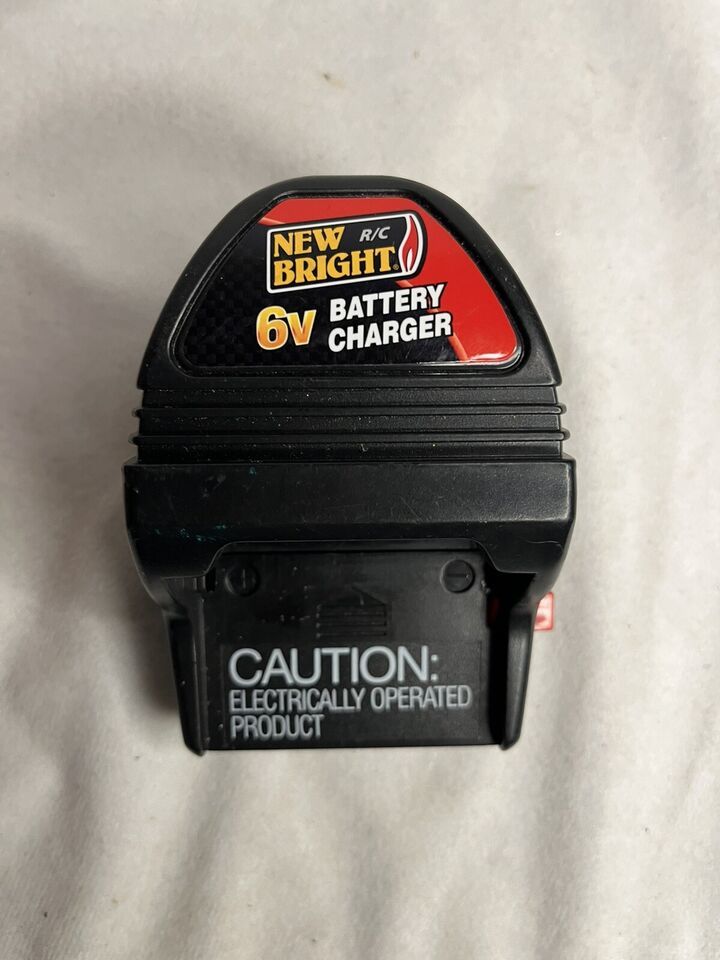 NEW R/C
BRIGHT®
6V BATTERY
CHARGER
+ −
CAUTION:
ELECTRICALLY OPERATED
PRODUCT